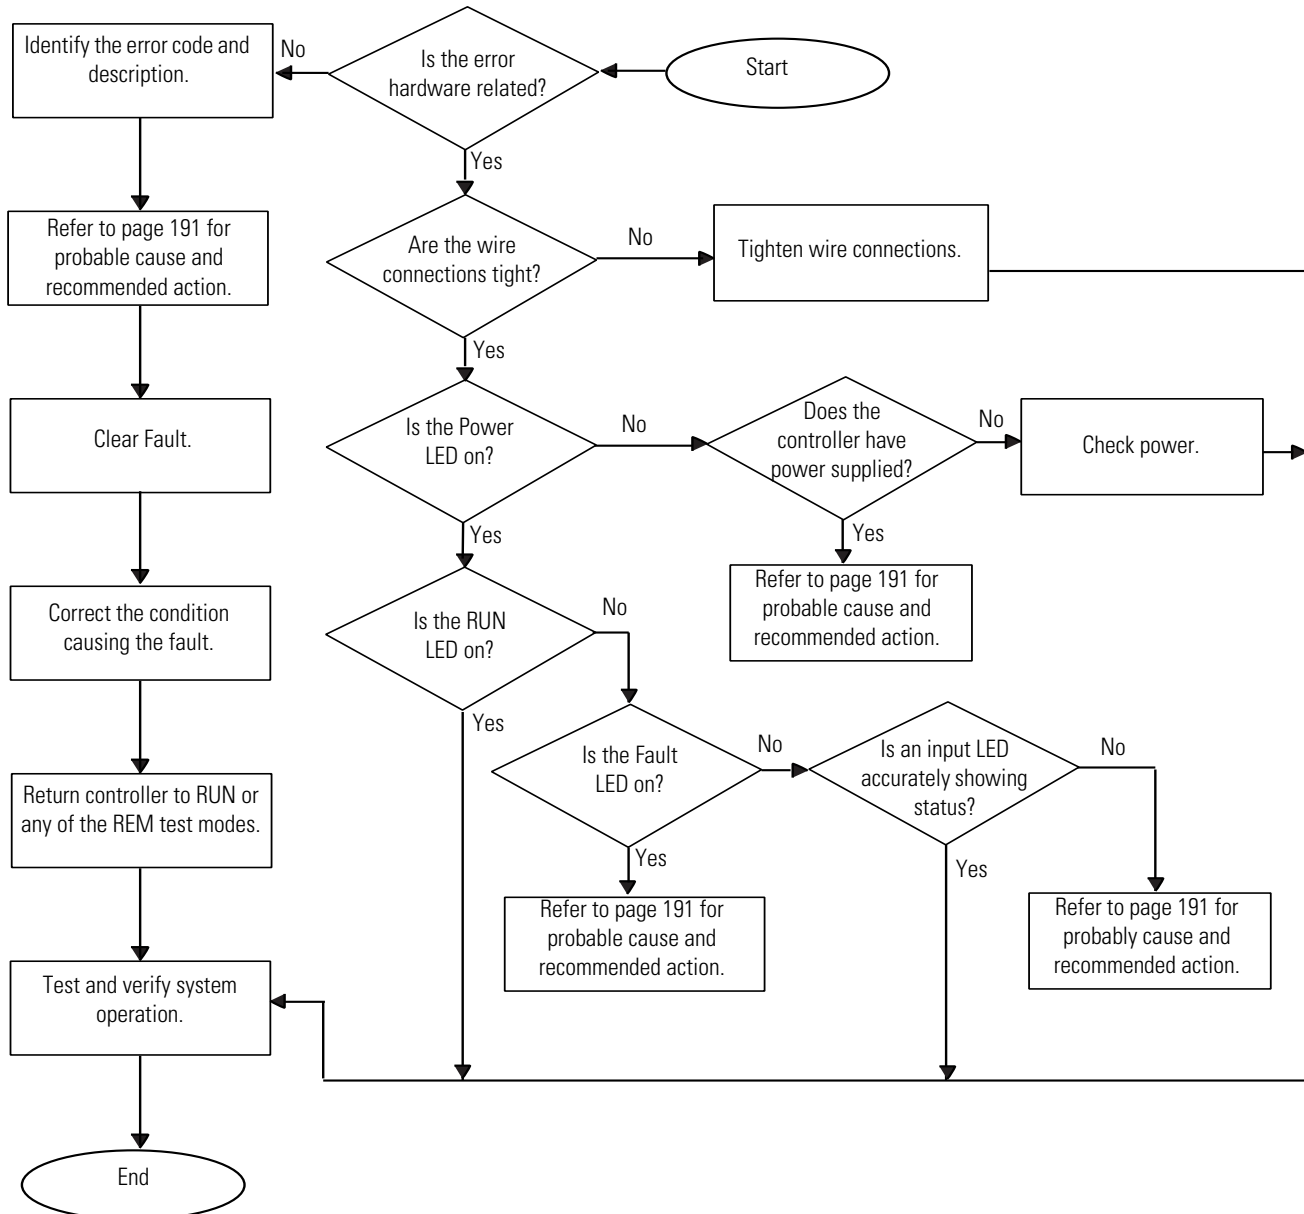 Start
Is the error
hardware related?
No
Identify the error code and
description.
Yes
Refer to page 191 for
probable cause and
recommended action.
Are the wire
connections tight?
No
Tighten wire connections.
Yes
Clear Fault.
Is the Power
LED on?
No
Does the
controller have
power supplied?
No
Check power.
Yes
Yes
Refer to page 191 for
probable cause and
recommended action.
Correct the condition
causing the fault.
Is the RUN
LED on?
No
Yes
Is the Fault
LED on?
No
Is an input LED
accurately showing
status?
No
Return controller to RUN or
any of the REM test modes.
Yes
Yes
Refer to page 191 for
probable cause and
recommended action.
Refer to page 191 for
probably cause and
recommended action.
Test and verify system
operation.
End